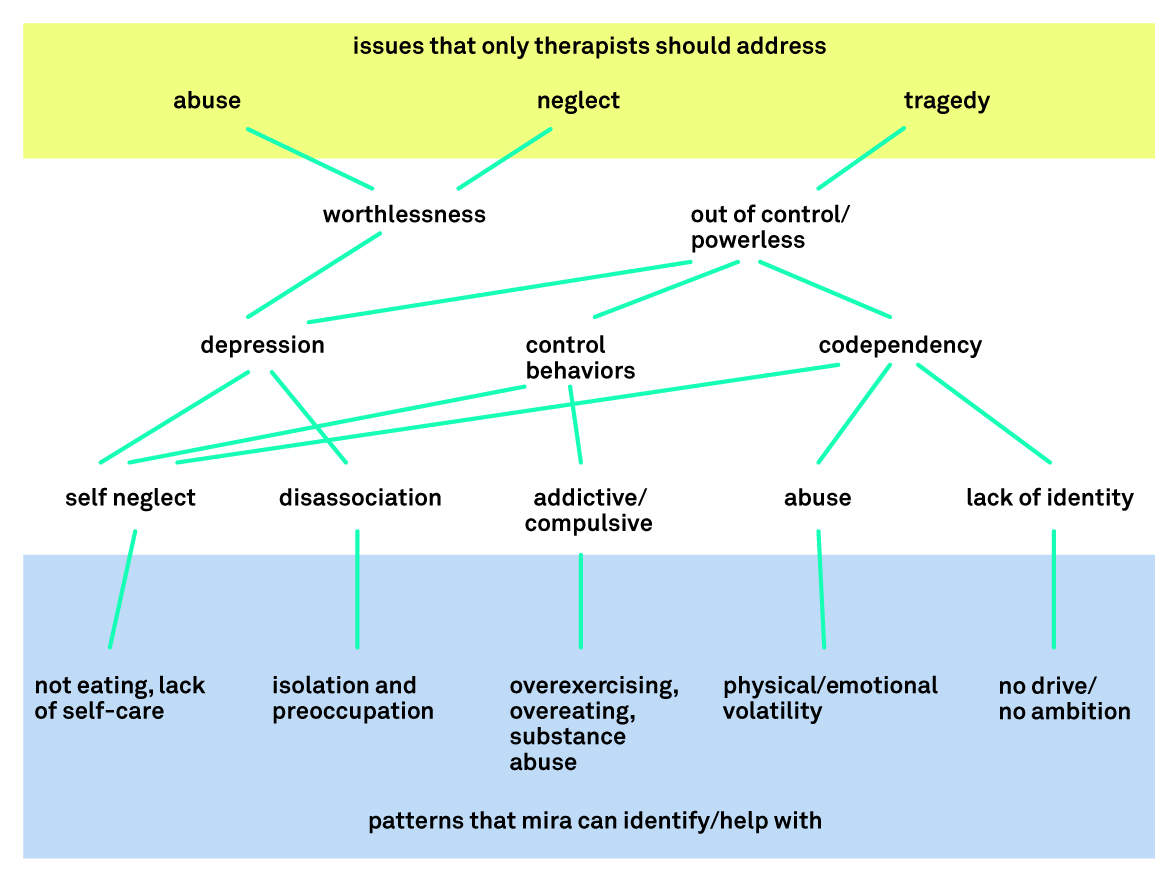 issues that only therapists should address
abuse
neglect
tragedy
worthlessness
out of control/
powerless
depression
control
behaviors
codependency
self neglect
disassociation
addictive/
compulsive
abuse
lack of identity
not eating, lack
of self-care
isolation and
preoccupation
overexercising,
overeating,
substance
abuse
physical/emotional
volatility
no drive/
no ambition
patterns that mira can identify/help with